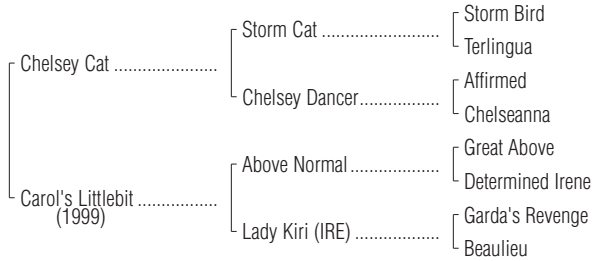 Storm Bird
Storm Cat ......................
Terlingua
Chelsey Cat ...................
Affirmed
Chelsey Dancer...............
Chelseanna
Great Above
Above Normal ................
Determined Irene
Carol's Littlebit ...............
(1999)
Garda's Revenge
Lady Kiri (IRE) ...............
Beaulieu